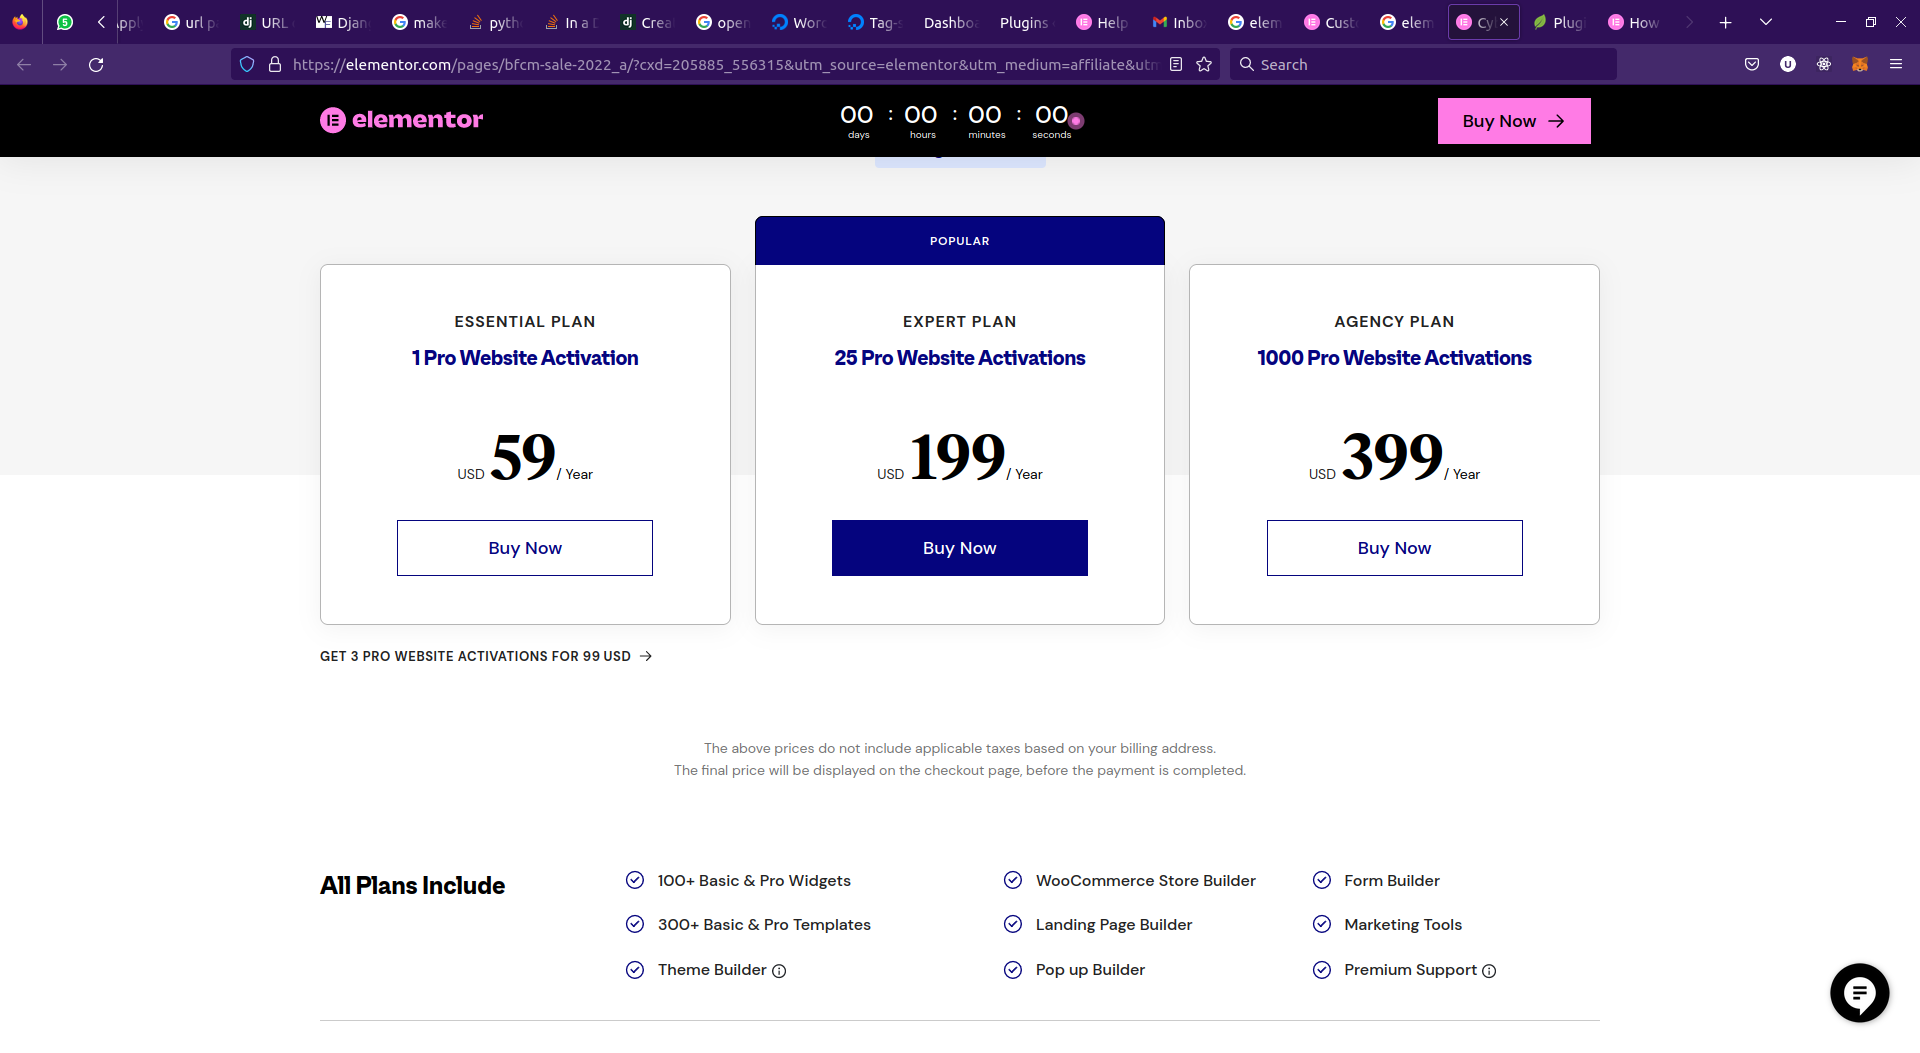 Appl
url p
URL
Djan
make
pyth
In a D
Crea
open
Word
Tag-s
Dashboa
Plugins
Help
Inbo
elem
Cust
elem
Cy
Plugi
How
https://elementor.com/pages/bfcm-sale-2022_a/?cxd=205885_556315&utm_source=elementor&utm_medium=affiliate&utm
Search
elementor
00 : 00 : 00 : 00
days hours minutes seconds
Buy Now
POPULAR
ESSENTIAL PLAN
1 Pro Website Activation
USD 59 / Year
Buy Now
EXPERT PLAN
25 Pro Website Activations
USD 199 / Year
Buy Now
AGENCY PLAN
1000 Pro Website Activations
USD 399 / Year
Buy Now
GET 3 PRO WEBSITE ACTIVATIONS FOR 99 USD
The above prices do not include applicable taxes based on your billing address.
The final price will be displayed on the checkout page, before the payment is completed.
All Plans Include
100+ Basic & Pro Widgets
300+ Basic & Pro Templates
Theme Builder
WooCommerce Store Builder
Landing Page Builder
Pop up Builder
Form Builder
Marketing Tools
Premium Support